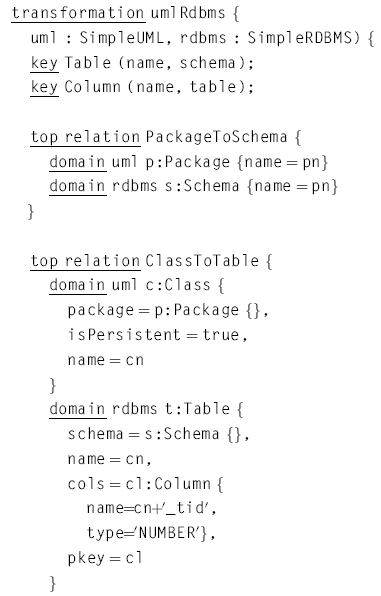 transformation umlRdbms {
uml : SimpleUML, rdbms : SimpleRDBMS) {
key Table (name, schema);
key Column (name, table);
top relation PackageToSchema {
domain uml p:Package {name = pn}
domain rdbms s:Schema {name = pn}
}
top relation ClassToTable {
domain uml c:Class {
package = p:Package {},
isPersistent = true,
name = cn
}
domain rdbms t:Table {
schema = s:Schema {},
name = cn,
cols = cl:Column {
name=cn+'_tid',
type='NUMBER'},
pkey = cl
}